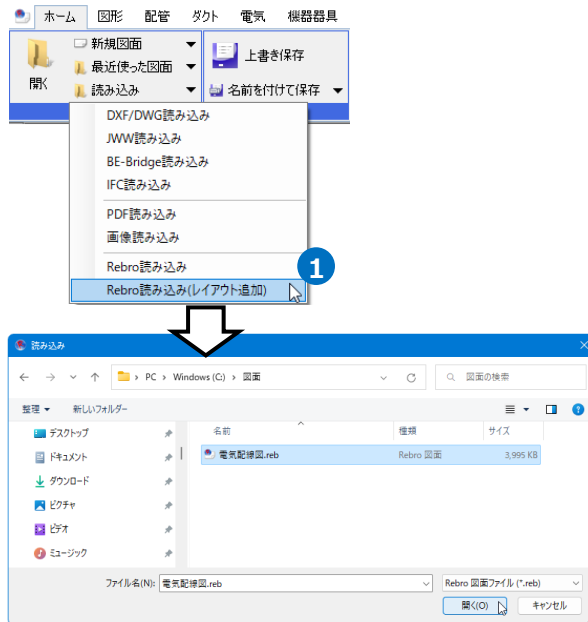 ホーム 図形 配管 ダクト 電気 機器器具
開く
新規図面
最近使った図面
読み込み
上書き保存
名前を付けて保存
DXF/DWG読み込み
JWW読み込み
BE-Bridge読み込み
IFC読み込み
PDF読み込み
画像読み込み
Rebro読み込み
Rebro読み込み(レイアウト追加)
1
読み込み
PC › Windows (C:) › 図面
図面の検索
整理 新しいフォルダー
名前 種類 サイズ
デスクトップ
ドキュメント
ダウンロード
ピクチャ
ビデオ
ミュージック
電気配線図.reb Rebro 図面 3,995 KB
ファイル名(N): 電気配線図.reb Rebro 図面ファイル (*.reb)
開く(O) キャンセル